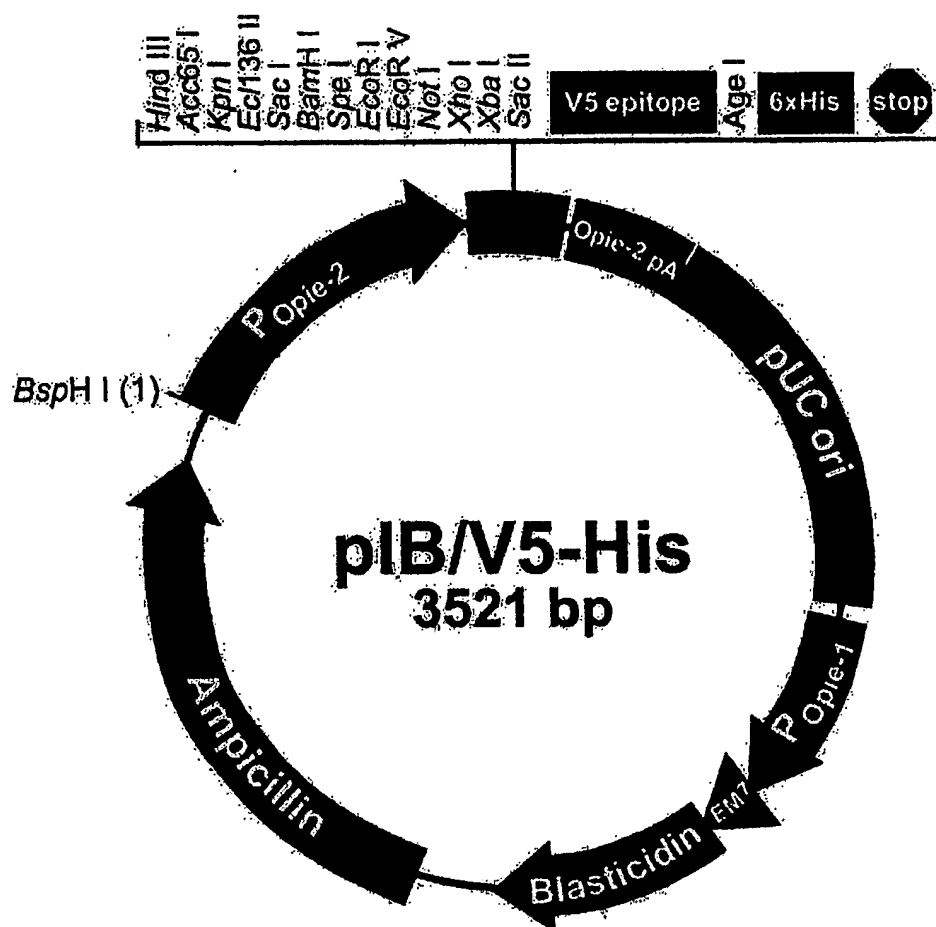 Hind III
Acc65 I
Kpn I
Ecl136 II
Sac I
BamH I
Spe I
EcoR I
EcoR V
Not I
Xho I
Xba I
Sac II
V5 epitope
Age I
6xHis
stop
P Opie-2
Opie-2 pA
pUC ori
BspH I (1)
pIB/V5-His
3521 bp
P Opie-1
EM7
Blasticidin
Ampicillin